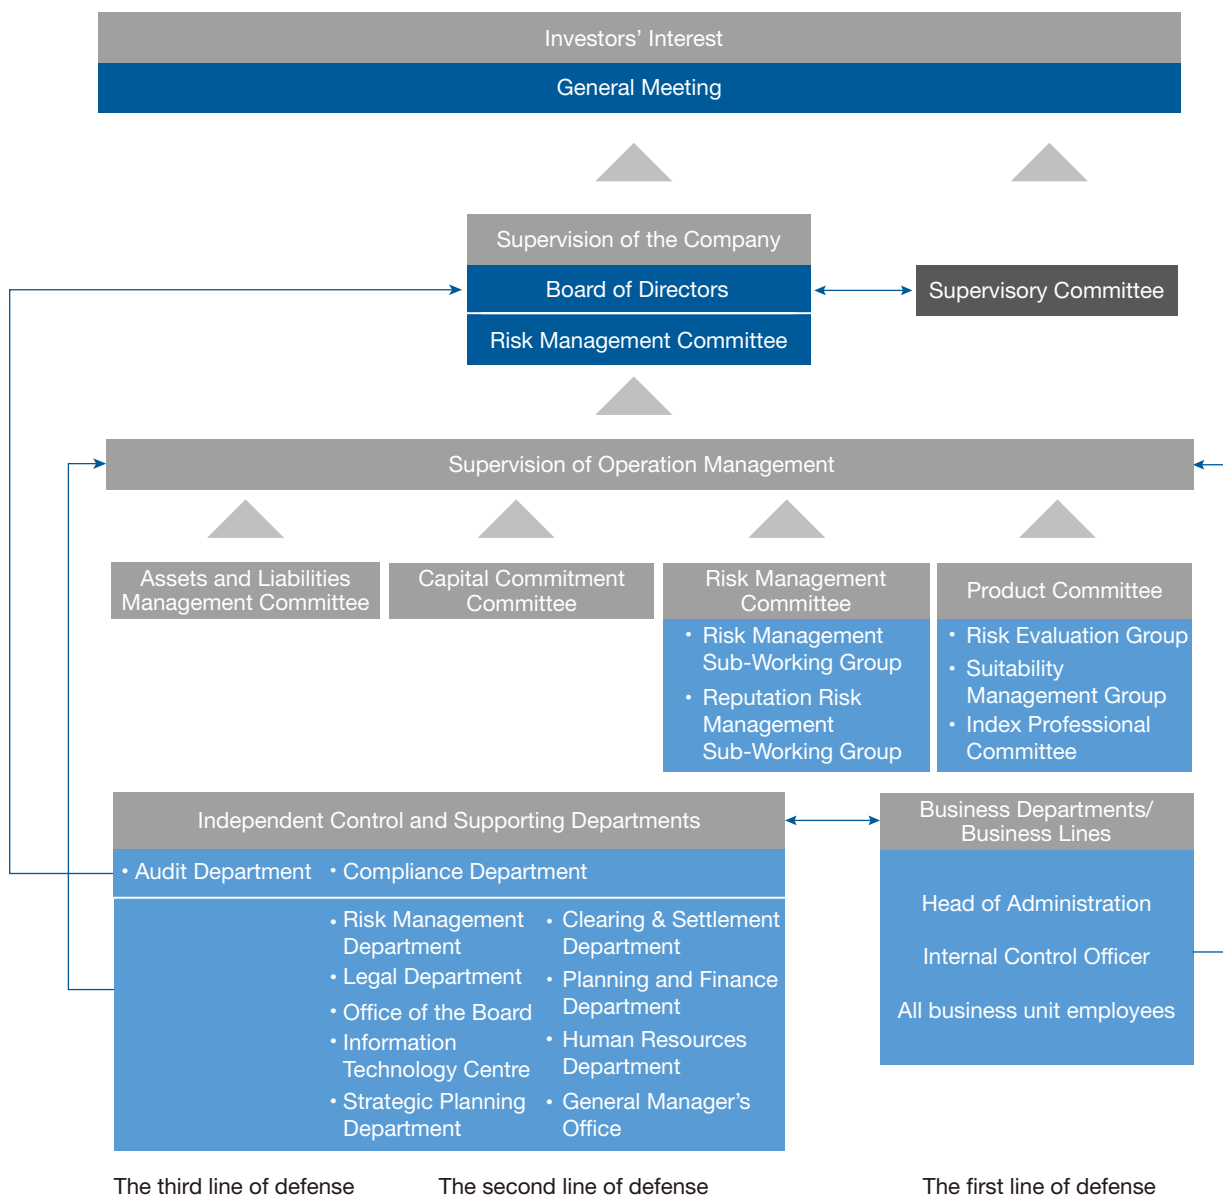 Investors’ Interest
General Meeting
Supervision of the Company
Board of Directors
Risk Management Committee
Supervisory Committee
Supervision of Operation Management
Assets and Liabilities
Management Committee
Capital Commitment
Committee
Risk Management
Committee
• Risk Management
Sub-Working Group
• Reputation Risk
Management
Sub-Working Group
Product Committee
• Risk Evaluation Group
• Suitability
Management Group
• Index Professional
Committee
Independent Control and Supporting Departments
• Audit Department
• Compliance Department
• Risk Management
Department
• Legal Department
• Office of the Board
• Information
Technology Centre
• Strategic Planning
Department
• Clearing & Settlement
Department
• Planning and Finance
Department
• Human Resources
Department
• General Manager’s
Office
Business Departments/
Business Lines
Head of Administration
Internal Control Officer
All business unit employees
The third line of defense
The second line of defense
The first line of defense